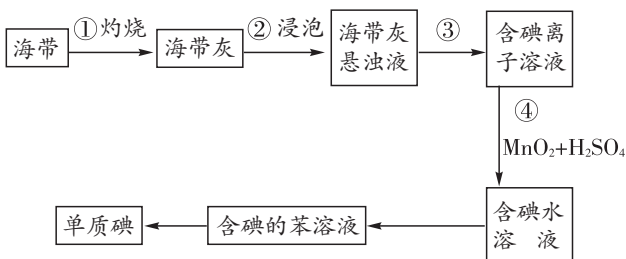 海带
①灼烧
海带灰
② 浸泡
海带灰
悬浊液
③
含碘离
子溶液
④
MnO₂+H₂SO₄
含碘水
溶 液
含碘的苯溶液
单质碘